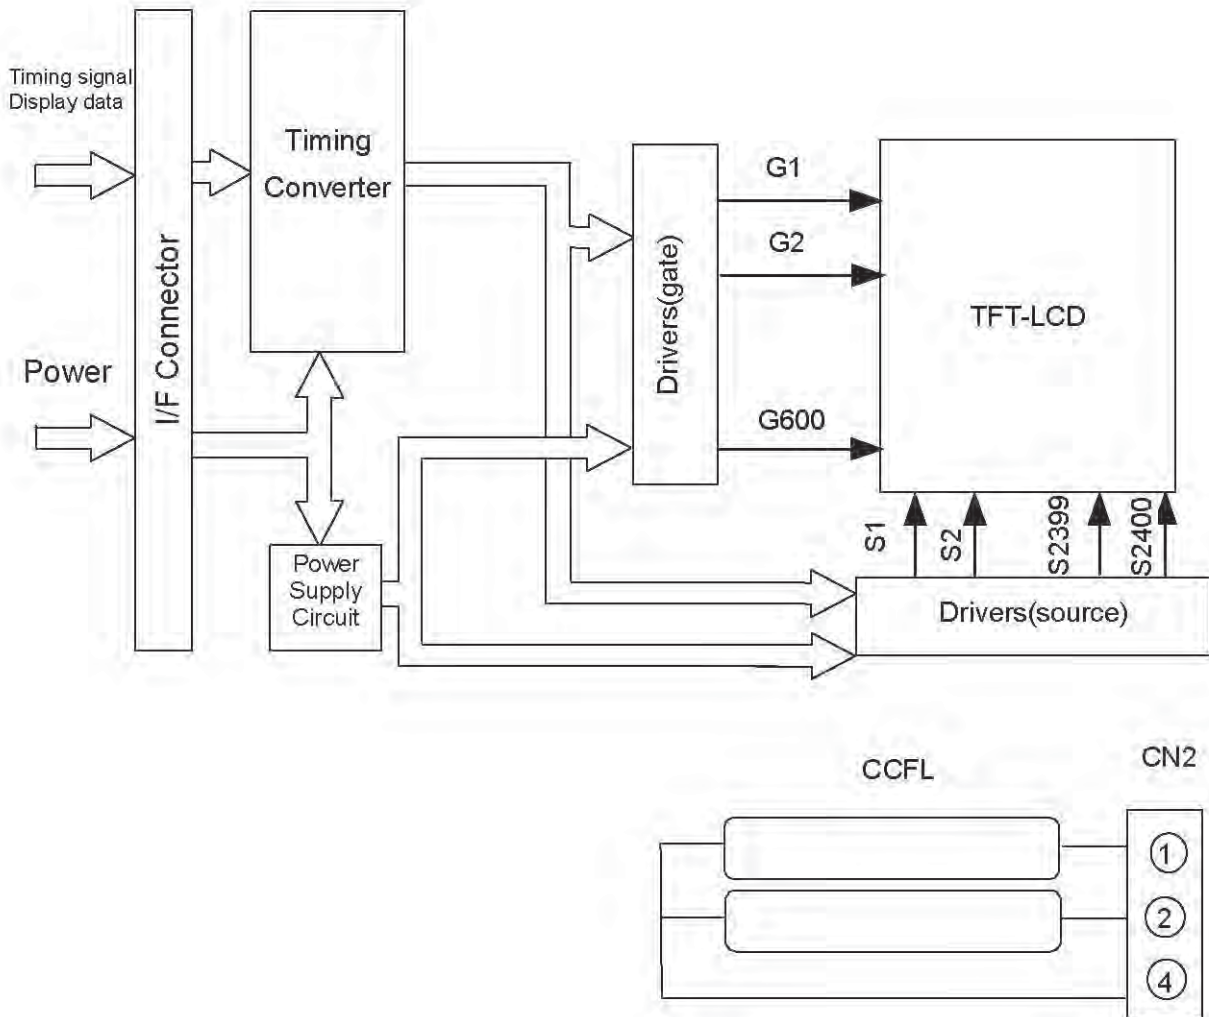 Timing signal
Display data
Power
I/F Connector
Timing
Converter
Power
Supply
Circuit
Drivers(gate)
G1
G2
G600
TFT-LCD
S1
S2
S2399
S2400
Drivers(source)
CCFL
CN2
1
2
4